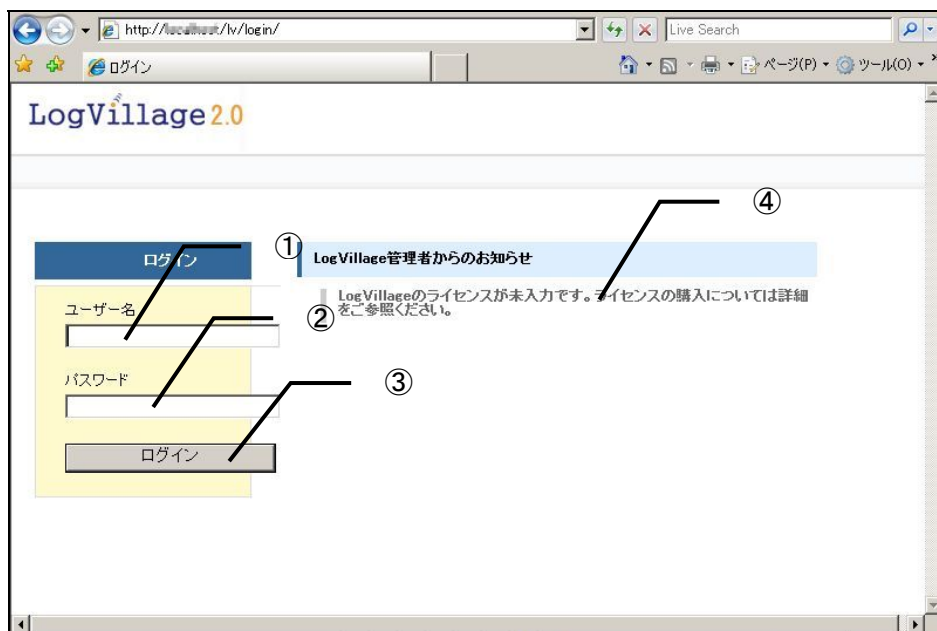 http:// /lv/login/
Live Search
ログイン
ページ(P)
ツール(O)
LogVillage 2.0
④
ログイン
①
LogVillage管理者からのお知らせ
ユーザー名
②
LogVillageのライセンスが未入力です。ライセンスの購入については詳細
をご参照ください。
パスワード
③
ログイン